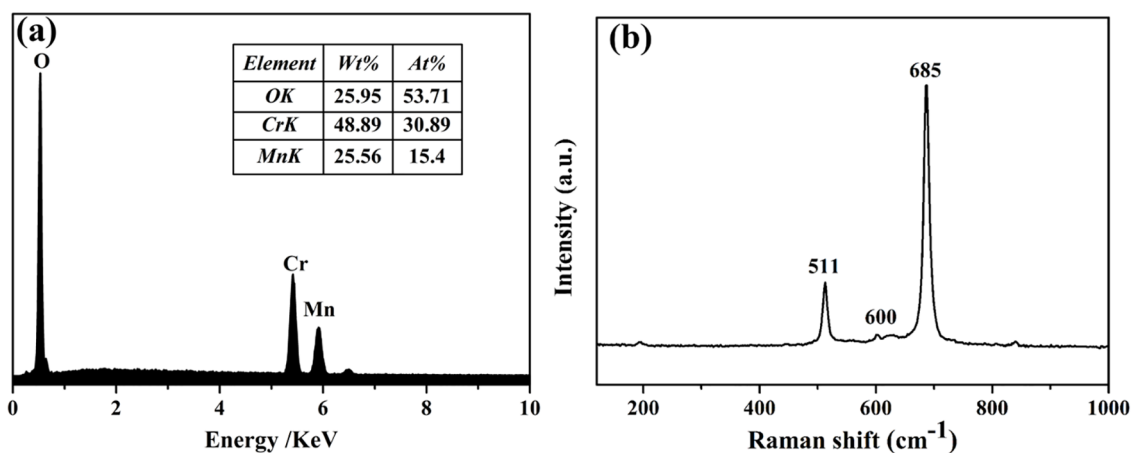 (a)
O
Element Wt% At%
OK 25.95 53.71
CrK 48.89 30.89
MnK 25.56 15.4
Cr
Mn
0 2 4 6 8 10
Energy /KeV
(b)
685
511
600
Intensity (a.u.)
200 400 600 800 1000
Raman shift (cm-1)